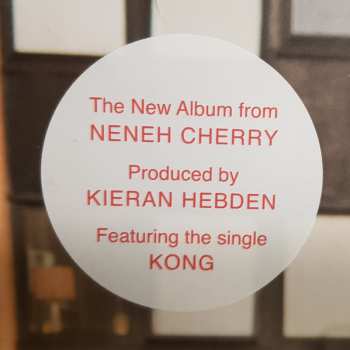 The New Album from
NENEH CHERRY
Produced by
KIERAN HEBDEN
Featuring the single
KONG